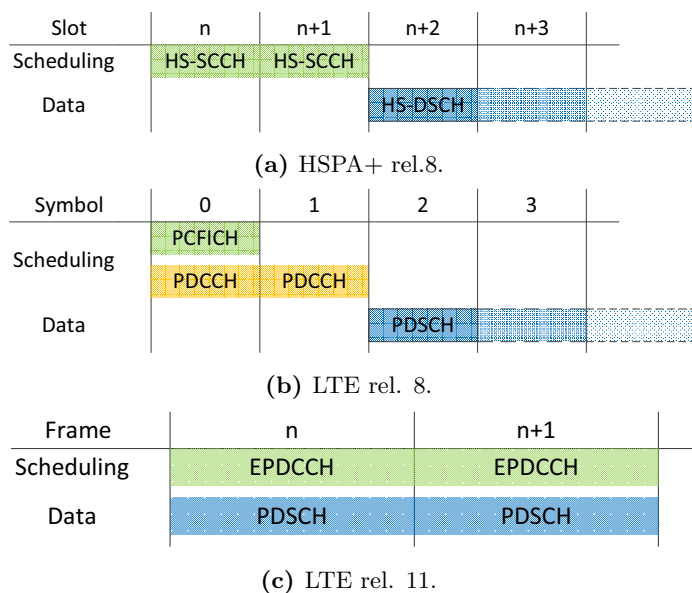 Slot n n+1 n+2 n+3
Scheduling HS-SCCH HS-SCCH
Data HS-DSCH
(a) HSPA+ rel.8.
Symbol 0 1 2 3
PCFICH
Scheduling
PDCCH PDCCH
Data PDSCH
(b) LTE rel. 8.
Frame n n+1
Scheduling EPDCCH EPDCCH
Data PDSCH PDSCH
(c) LTE rel. 11.